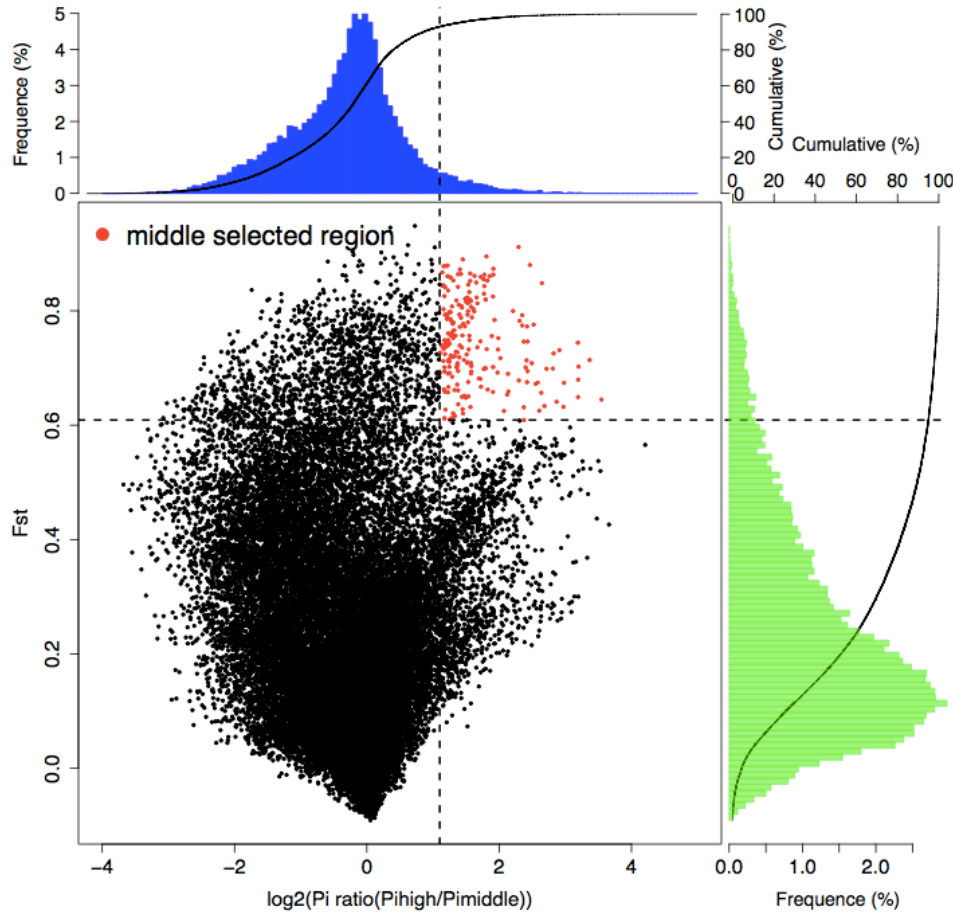 Frequence (%)
5
4
3
2
1
0
100
80
60
40
20
0
Cumulative (%)
Cumulative (%)
0 20 40 60 80 100
middle selected region
Fst
0.8
0.6
0.4
0.2
0.0
−4 −2 0 2 4
log2(Pi ratio(Pihigh/Pimiddle))
0.0 1.0 2.0
Frequence (%)